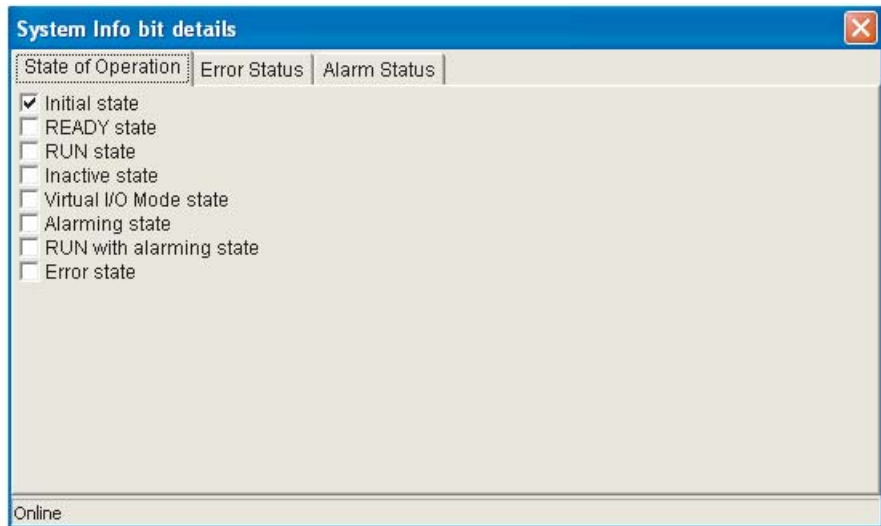 System Info bit details
State of Operation Error Status Alarm Status
Initial state
READY state
RUN state
Inactive state
Virtual I/O Mode state
Alarming state
RUN with alarming state
Error state
Online